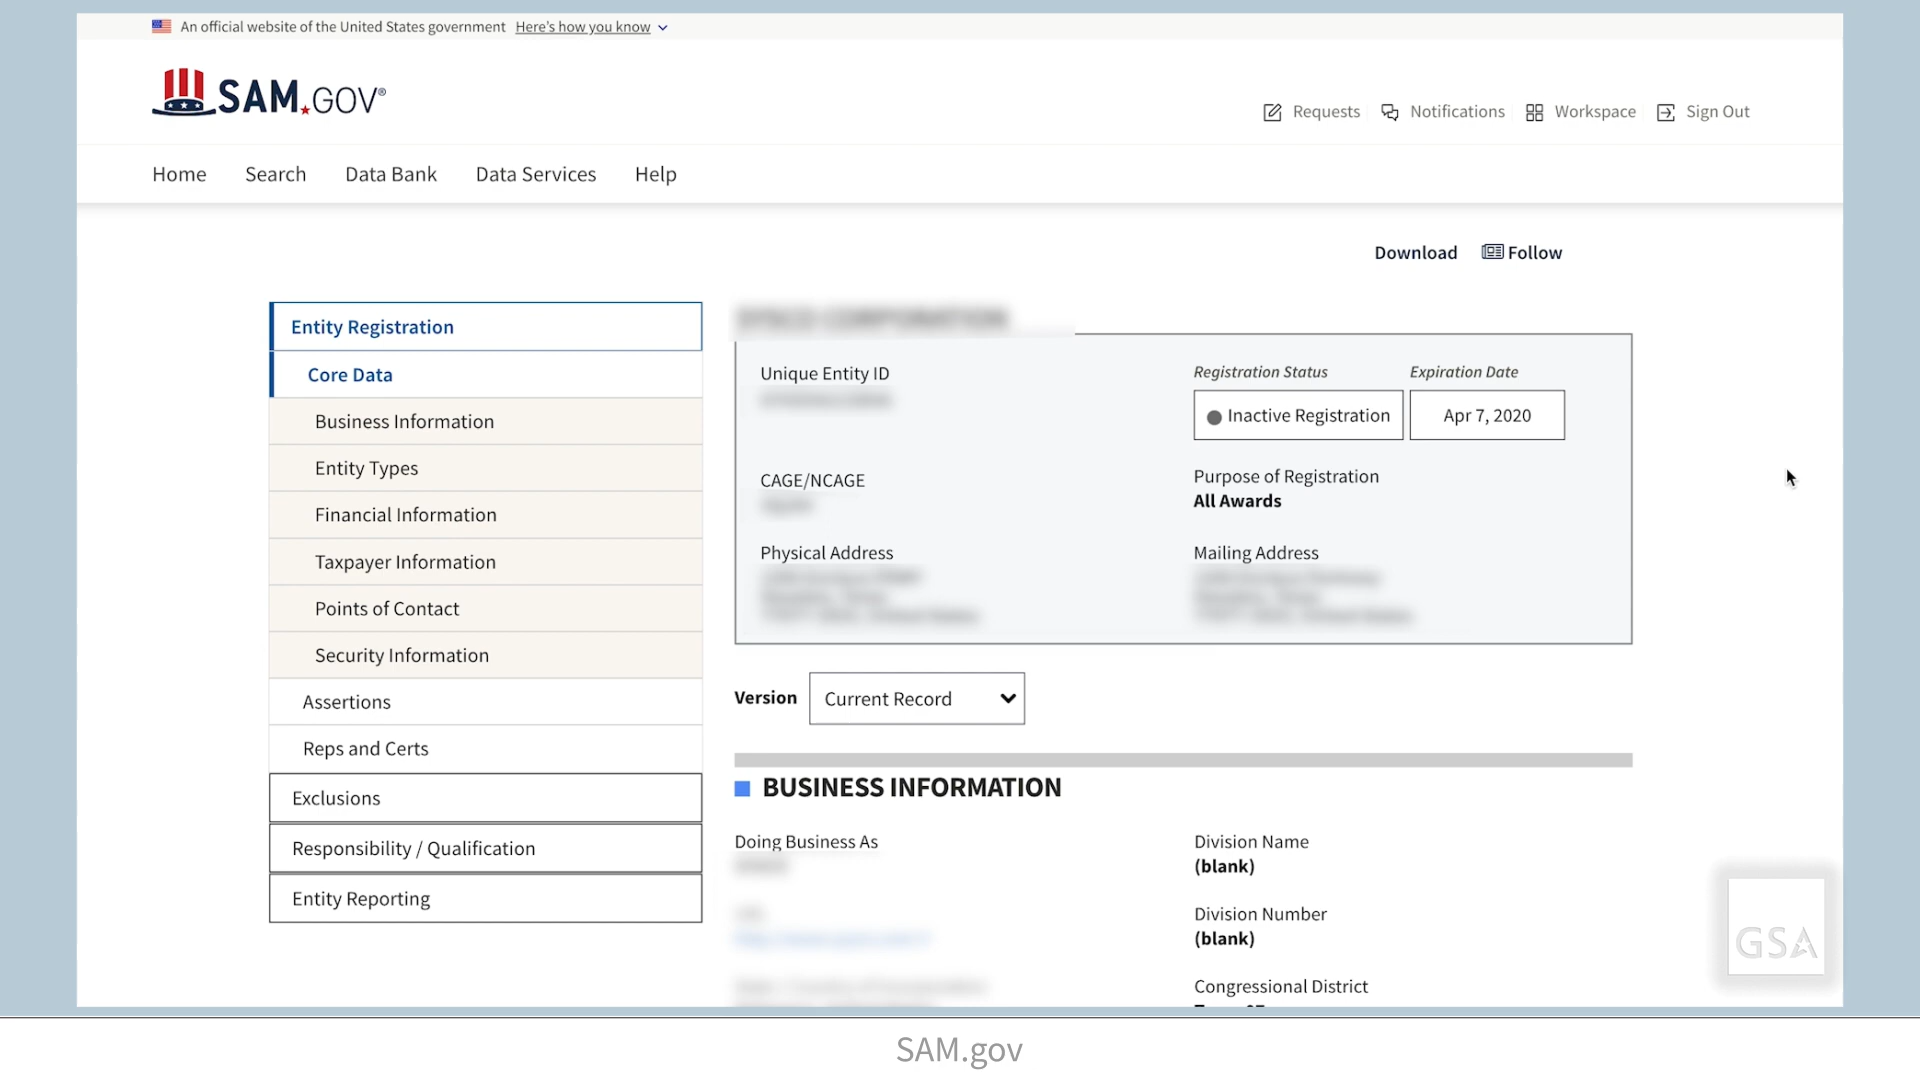 An official website of the United States government Here's how you know
SAM.GOV®
Requests Notifications Workspace Sign Out
Home Search Data Bank Data Services Help
Download Follow
Entity Registration
Core Data
Business Information
Entity Types
Financial Information
Taxpayer Information
Points of Contact
Security Information
Assertions
Reps and Certs
Exclusions
Responsibility / Qualification
Entity Reporting
Unique Entity ID
Registration Status Expiration Date
Inactive Registration Apr 7, 2020
CAGE/NCAGE
Purpose of Registration
All Awards
Physical Address
Mailing Address
Version Current Record
BUSINESS INFORMATION
Doing Business As
Division Name
(blank)
Division Number
(blank)
Congressional District
GSA
SAM.gov